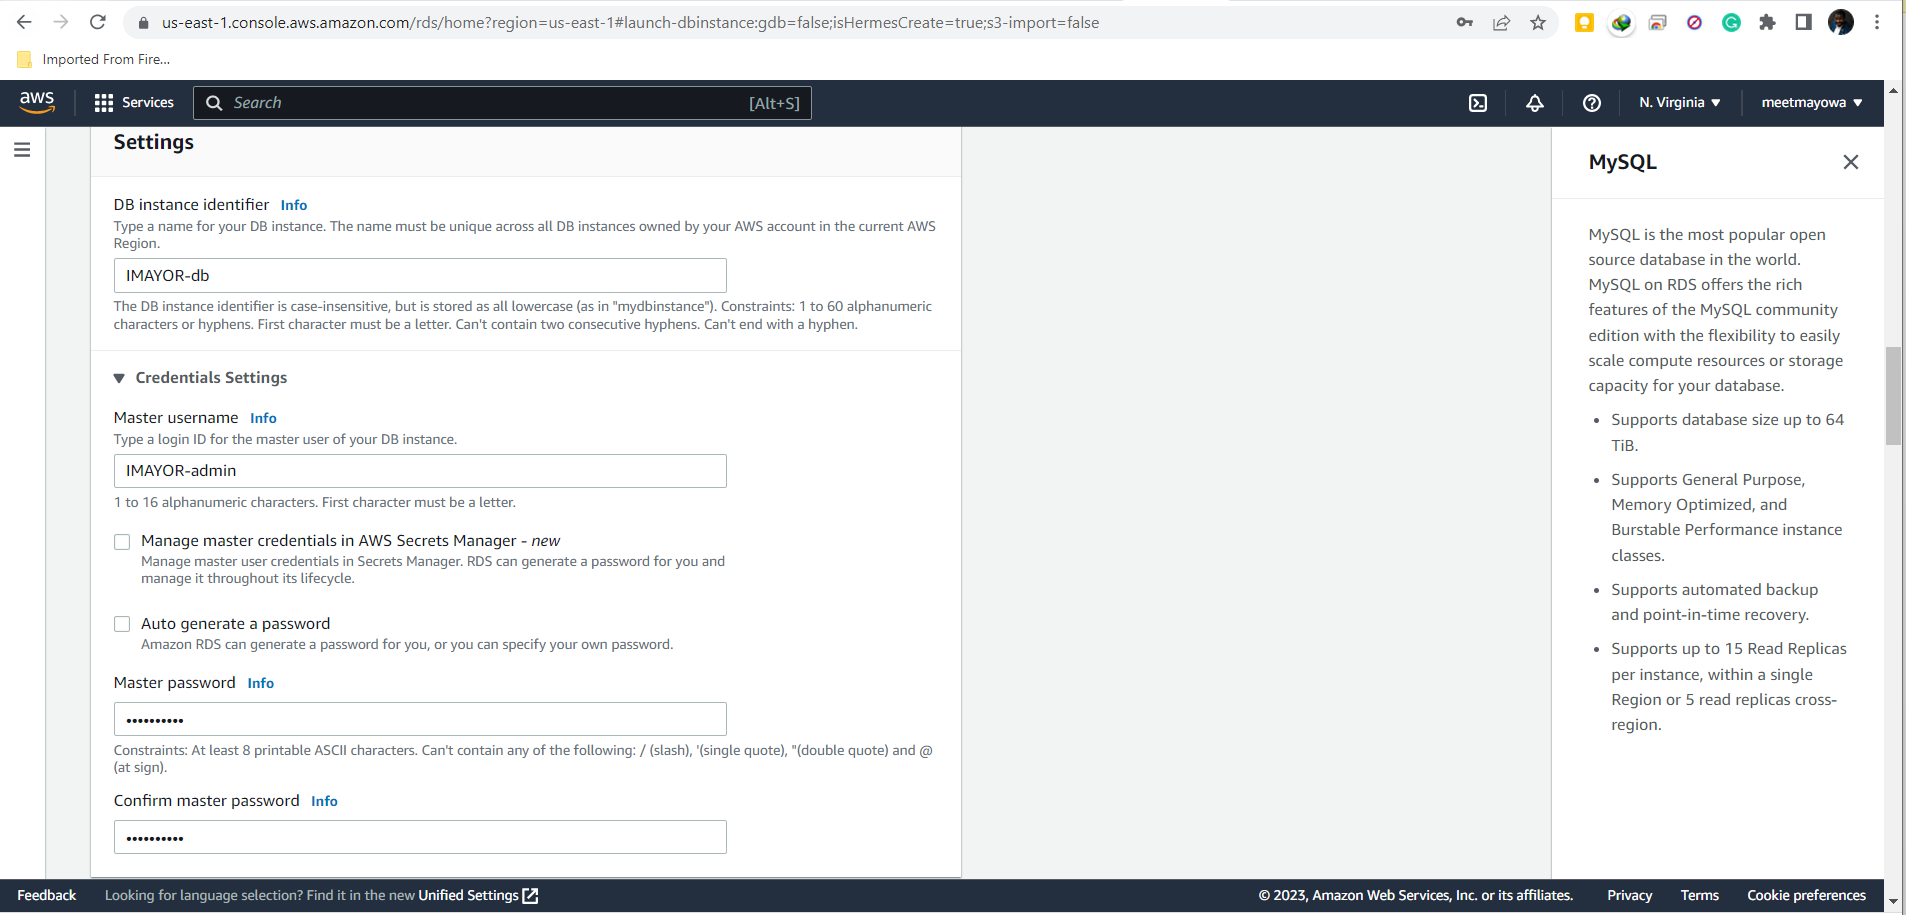 us-east-1.console.aws.amazon.com/rds/home?region=us-east-1#launch-dbinstance:gdb=false;isHermesCreate=true;s3-import=false
Imported From Fire...
aws
Services
Search
[Alt+S]
N. Virginia
meetmayowa
Settings
DB instance identifier Info
Type a name for your DB instance. The name must be unique across all DB instances owned by your AWS account in the current AWS
Region.
IMAYOR-db
The DB instance identifier is case-insensitive, but is stored as all lowercase (as in "mydbinstance"). Constraints: 1 to 60 alphanumeric
characters or hyphens. First character must be a letter. Can't contain two consecutive hyphens. Can't end with a hyphen.
Credentials Settings
Master username Info
Type a login ID for the master user of your DB instance.
IMAYOR-admin
1 to 16 alphanumeric characters. First character must be a letter.
Manage master credentials in AWS Secrets Manager - new
Manage master user credentials in Secrets Manager. RDS can generate a password for you and
manage it throughout its lifecycle.
Auto generate a password
Amazon RDS can generate a password for you, or you can specify your own password.
Master password Info
••••••••••
Constraints: At least 8 printable ASCII characters. Can't contain any of the following: / (slash), '(single quote), "(double quote) and @
(at sign).
Confirm master password Info
••••••••••
MySQL
MySQL is the most popular open
source database in the world.
MySQL on RDS offers the rich
features of the MySQL community
edition with the flexibility to easily
scale compute resources or storage
capacity for your database.
• Supports database size up to 64
TiB.
• Supports General Purpose,
Memory Optimized, and
Burstable Performance instance
classes.
• Supports automated backup
and point-in-time recovery.
• Supports up to 15 Read Replicas
per instance, within a single
Region or 5 read replicas cross-
region.
Feedback
Looking for language selection? Find it in the new Unified Settings
© 2023, Amazon Web Services, Inc. or its affiliates.
Privacy
Terms
Cookie preferences